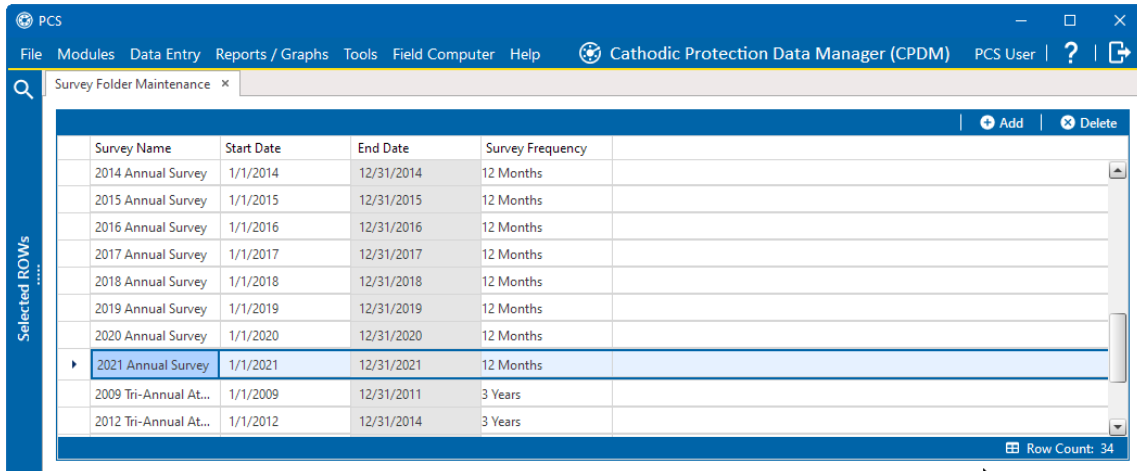 PCS
File Modules Data Entry Reports / Graphs Tools Field Computer Help Cathodic Protection Data Manager (CPDM) PCS User | ? |
Survey Folder Maintenance ×
Selected ROWs
Add | Delete
Survey Name Start Date End Date Survey Frequency
2014 Annual Survey 1/1/2014 12/31/2014 12 Months
2015 Annual Survey 1/1/2015 12/31/2015 12 Months
2016 Annual Survey 1/1/2016 12/31/2016 12 Months
2017 Annual Survey 1/1/2017 12/31/2017 12 Months
2018 Annual Survey 1/1/2018 12/31/2018 12 Months
2019 Annual Survey 1/1/2019 12/31/2019 12 Months
2020 Annual Survey 1/1/2020 12/31/2020 12 Months
2021 Annual Survey 1/1/2021 12/31/2021 12 Months
2009 Tri-Annual At... 1/1/2009 12/31/2011 3 Years
2012 Tri-Annual At... 1/1/2012 12/31/2014 3 Years
Row Count: 34